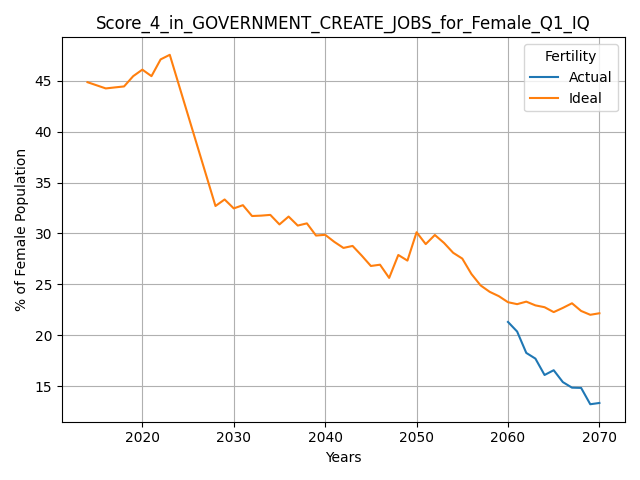 Score_4_in_GOVERNMENT_CREATE_JOBS_for_Female_Q1_IQ
Fertility
Actual
Ideal
% of Female Population
45
40
35
30
25
20
15
2020 2030 2040 2050 2060 2070
Years